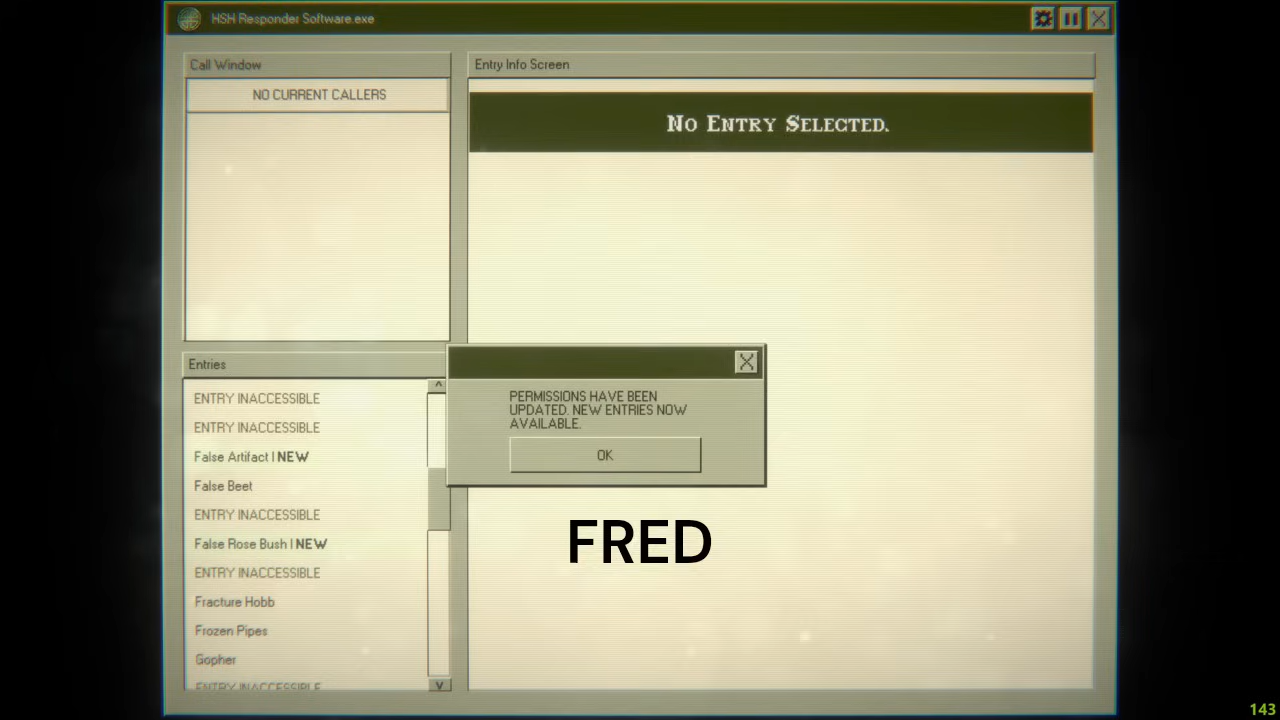 HSH Responder Software.exe
Call Window
NO CURRENT CALLERS
Entry Info Screen
No Entry Selected.
Entries
ENTRY INACCESSIBLE
ENTRY INACCESSIBLE
False Artifact | NEW
False Beet
ENTRY INACCESSIBLE
False Rose Bush | NEW
ENTRY INACCESSIBLE
Fracture Hobb
Frozen Pipes
Gopher
ENTRY INACCESSIBLE
PERMISSIONS HAVE BEEN
UPDATED. NEW ENTRIES NOW
AVAILABLE.
OK
FRED
143